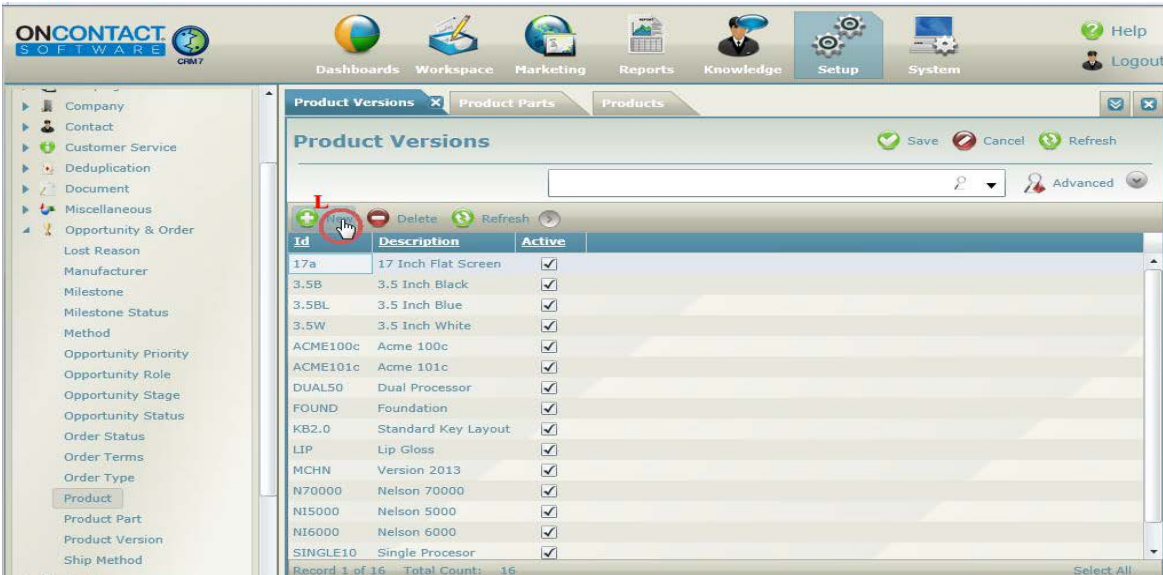 ONCONTACT
SOFTWARE
CRM7
Dashboards Workspace Marketing Reports Knowledge Setup System
Help
Logout
Company
Contact
Customer Service
Deduplication
Document
Miscellaneous
Opportunity & Order
Lost Reason
Manufacturer
Milestone
Milestone Status
Method
Opportunity Priority
Opportunity Role
Opportunity Stage
Opportunity Status
Order Status
Order Terms
Order Type
Product
Product Part
Product Version
Ship Method
Product Versions X Product Parts Products
Product Versions
Save Cancel Refresh
Advanced
L
New Delete Refresh
Id Description Active
17a 17 Inch Flat Screen
3.5B 3.5 Inch Black
3.5BL 3.5 Inch Blue
3.5W 3.5 Inch White
ACME100c Acme 100c
ACME101c Acme 101c
DUAL50 Dual Processor
FOUND Foundation
KB2.0 Standard Key Layout
LIP Lip Gloss
MCHN Version 2013
N70000 Nelson 70000
NI5000 Nelson 5000
NI6000 Nelson 6000
SINGLE10 Single Procesor
Record 1 of 16 Total Count: 16 Select All